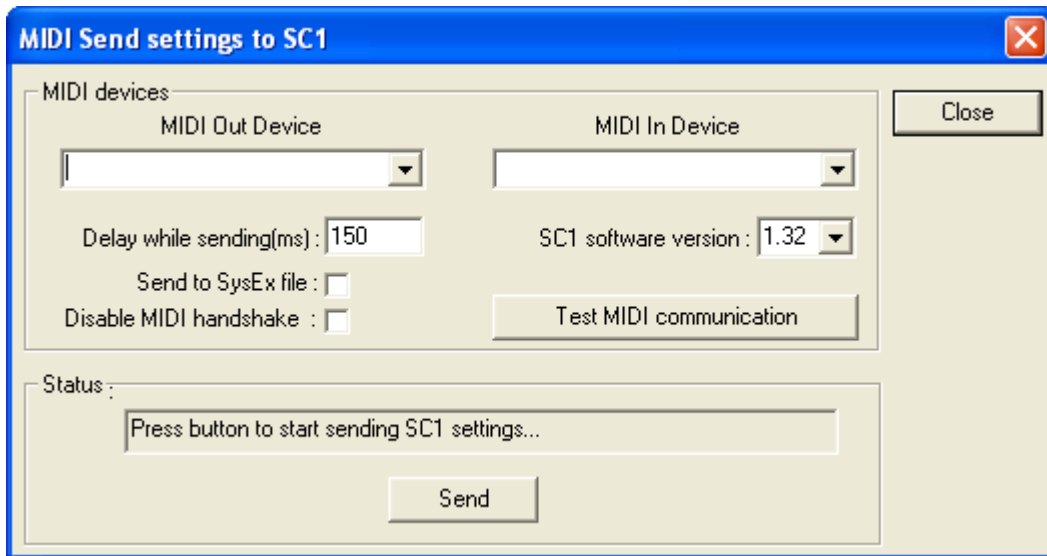 MIDI Send settings to SC1
MIDI devices
Close
MIDI Out Device
MIDI In Device
Delay while sending(ms) : 150
SC1 software version : 1.32
Send to SysEx file :
Disable MIDI handshake :
Test MIDI communication
Status :
Press button to start sending SC1 settings...
Send